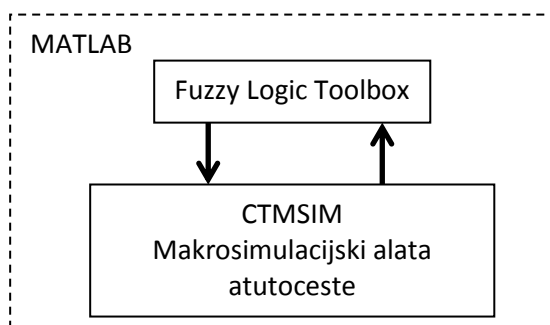 MATLAB
Fuzzy Logic Toolbox
CTMSIM
Makrosimulacijski alata
atutoceste